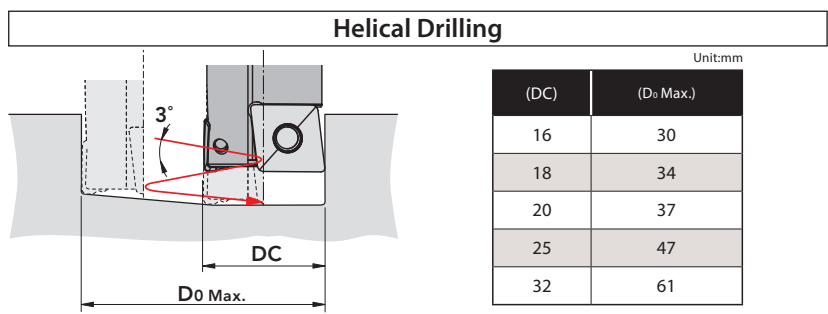 Helical Drilling
Unit:mm
3°
DC
D0 Max.
(DC) (D0 Max.)
16 30
18 34
20 37
25 47
32 61